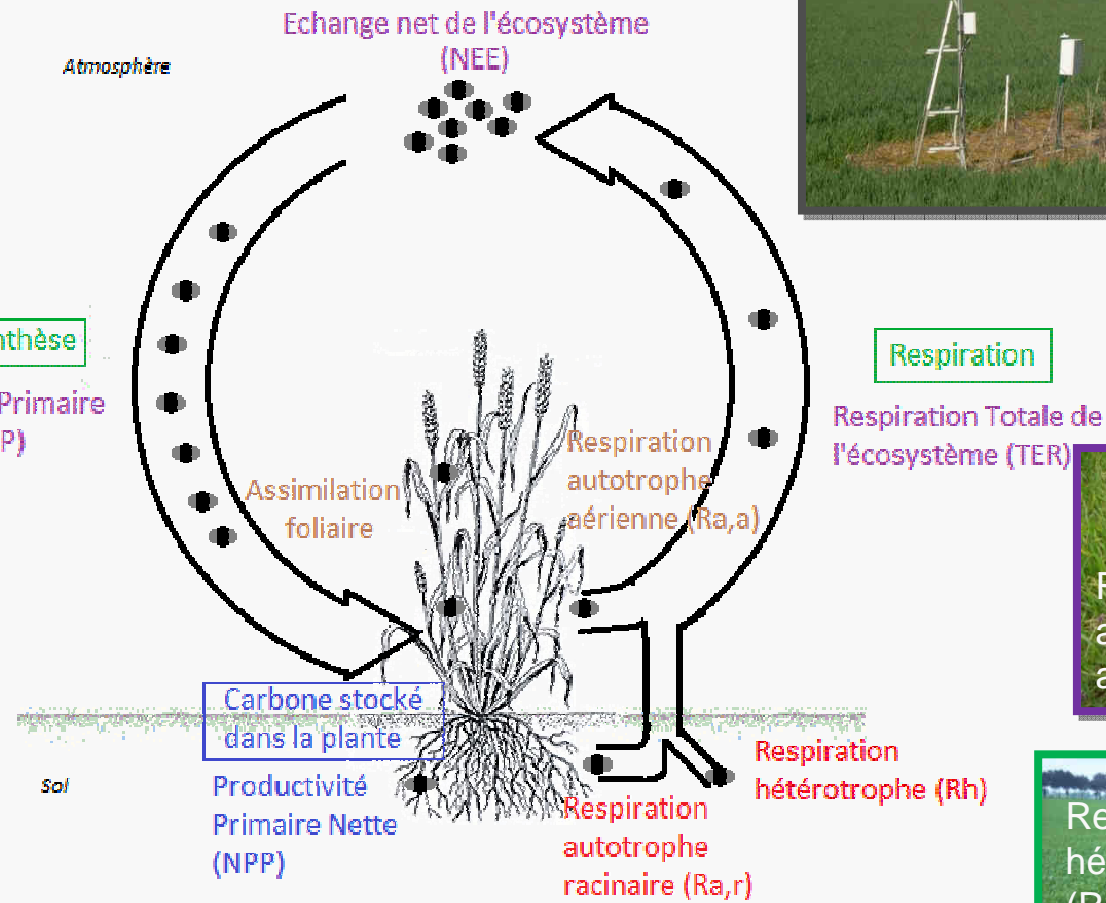 Echange net de l'écosystème
(NEE)
Atmosphère
nthèse
Primaire
P)
Respiration
Respiration Totale de
l'écosystème (TER)
Assimilation
foliaire
Respiration
autotrophe
aérienne (Ra,a)
Carbone stocké
dans la plante
Productivité
Primaire Nette
(NPP)
Sol
Respiration
hétérotrophe (Rh)
Respiration
autotrophe
racinaire (Ra,r)
a
a
Re
hé